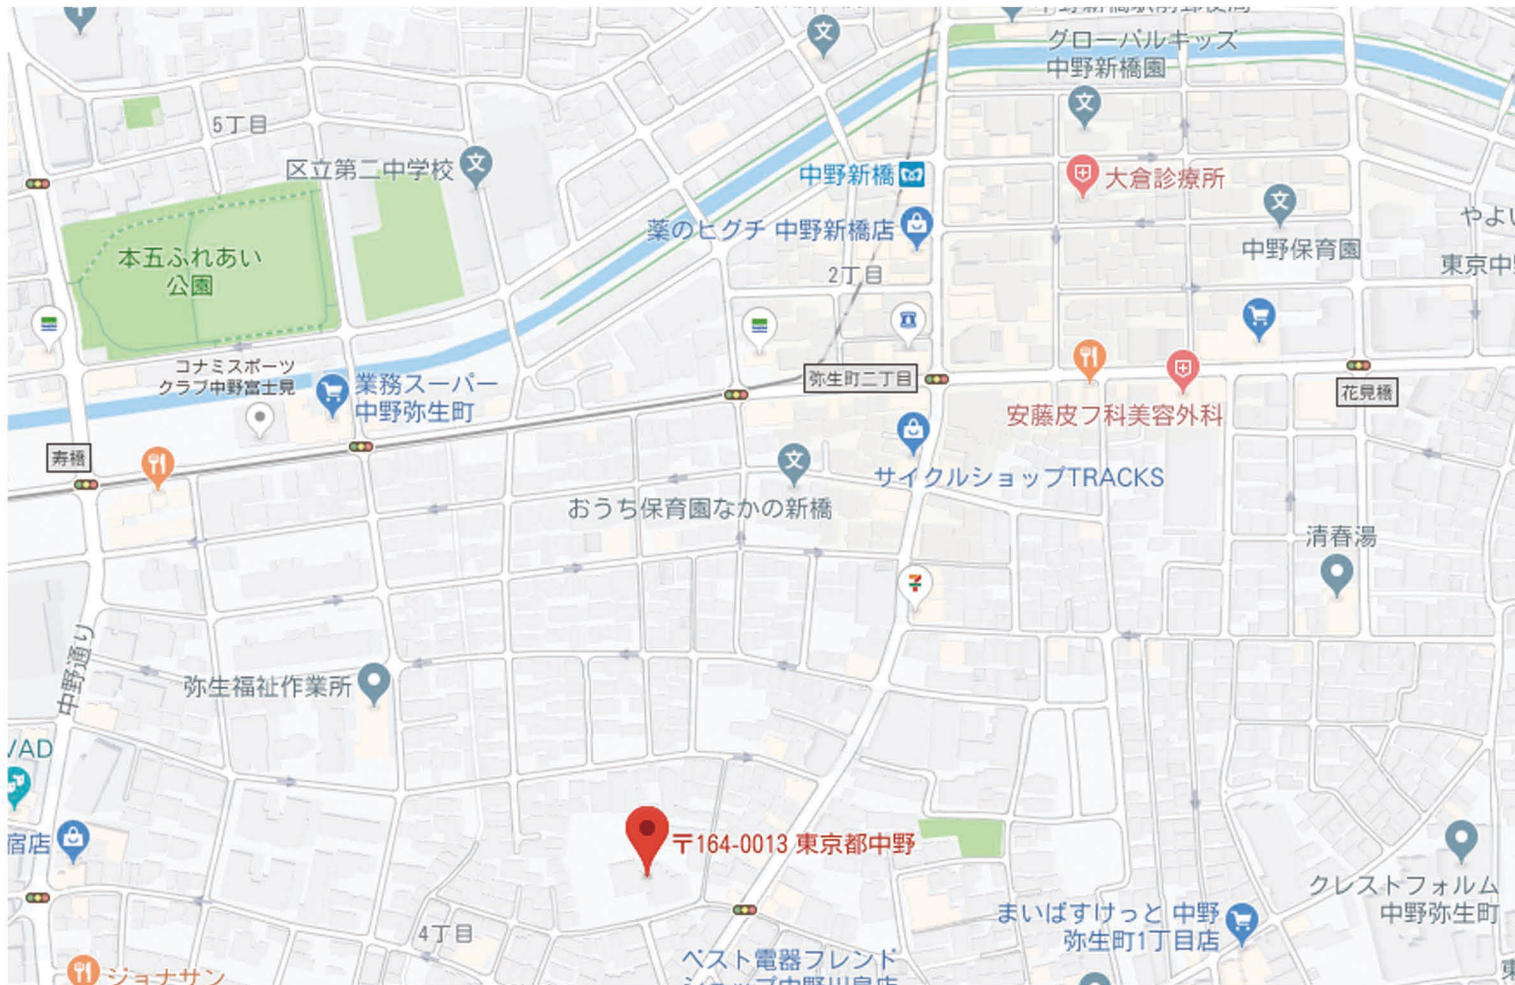 グローバルキッズ
中野新橋園
5丁目
区立第二中学校
中野新橋
大倉診療所
薬のヒグチ 中野新橋店
中野保育園
本五ふれあい
公園
2丁目
東京中
コナミスポーツ
クラブ中野富士見
業務スーパー
中野弥生町
弥生町二丁目
花見橋
安藤皮フ科美容外科
寿橋
サイクルショップTRACKS
おうち保育園なかの新橋
清春湯
中野通り
弥生福祉作業所
VAD
宿店
〒164-0013 東京都中野
クレストフォルム
中野弥生町
まいばすけっと 中野
弥生町1丁目店
4丁目
ベスト電器フレンド
ジョナサン